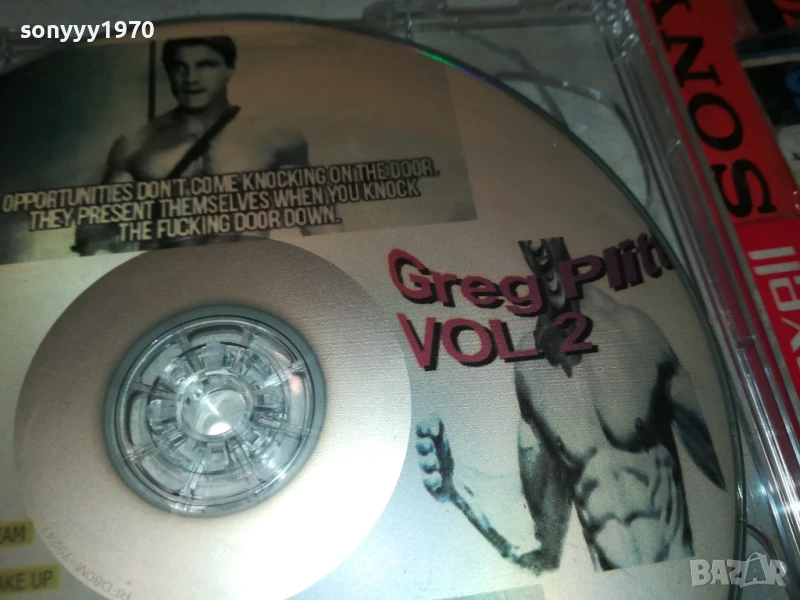 sonyyy1970
OPPORTUNITIES DON'T COME KNOCKING ON THE DOOR.
THEY PRESENT THEMSELVES WHEN YOU KNOCK
THE FUCKING DOOR DOWN.
Greg Plitt
VOL 2
SONY
EAM
AKE UP
BAZAR